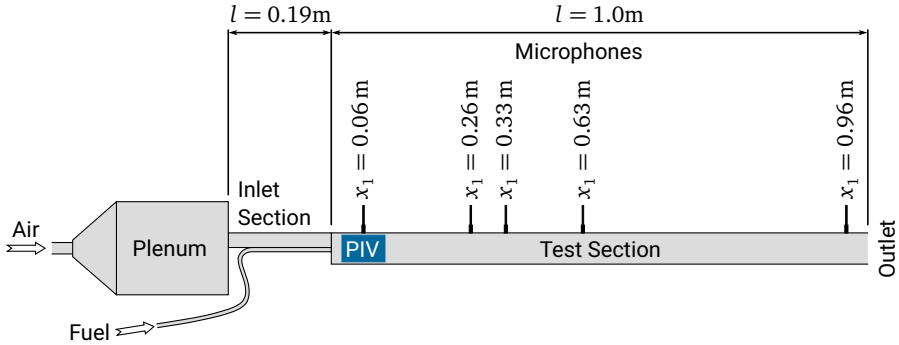 l = 0.19m
l = 1.0m
Microphones
x₁ = 0.06 m
x₁ = 0.26 m
x₁ = 0.33 m
x₁ = 0.63 m
x₁ = 0.96 m
Inlet
Section
Air
Plenum
PIV
Test Section
Outlet
Fuel